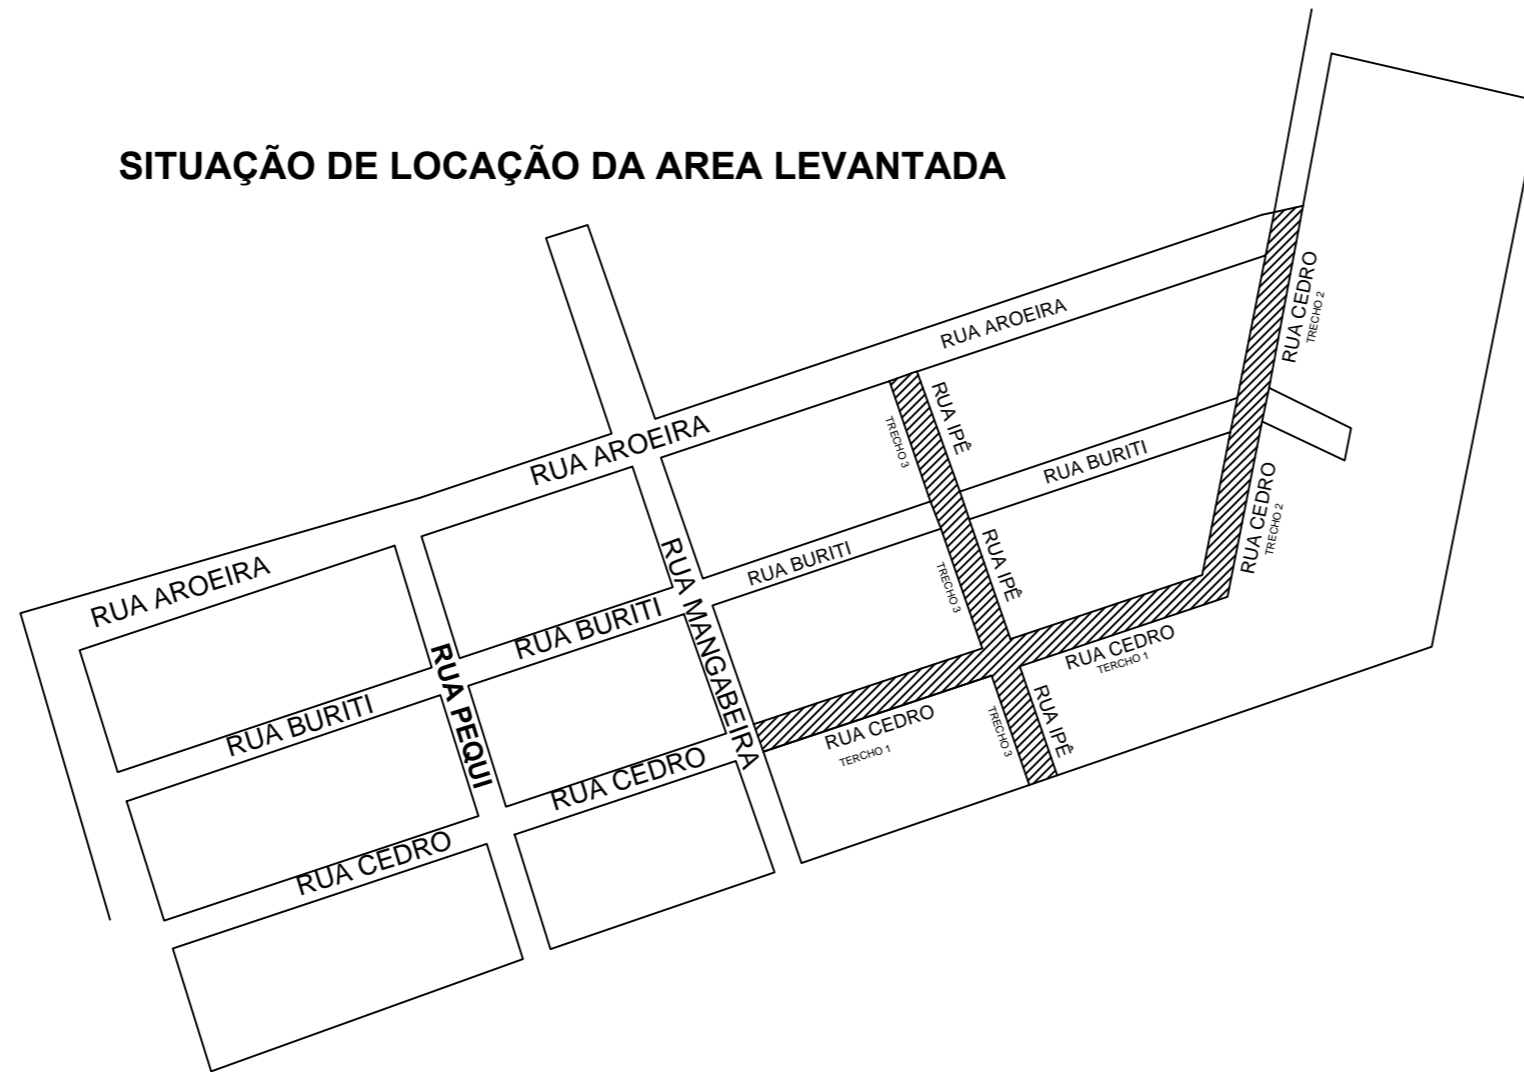 SITUAÇÃO DE LOCAÇÃO DA AREA LEVANTADA
RUA CEDRO
TRECHO 2
RUA AROEIRA
RUA IPÊ
TRECHO 3
RUA AROEIRA
RUA BURITI
RUA CEDRO
TRECHO 2
RUA AROEIRA
RUA BURITI
RUA IPÊ
TRECHO 3
RUA MANGABEIRA
RUA BURITI
RUA CEDRO
TERCHO 1
RUA PEQUI
RUA BURITI
RUA CEDRO
TERCHO 1
RUA IPÊ
TRECHO 3
RUA CEDRO
RUA CEDRO